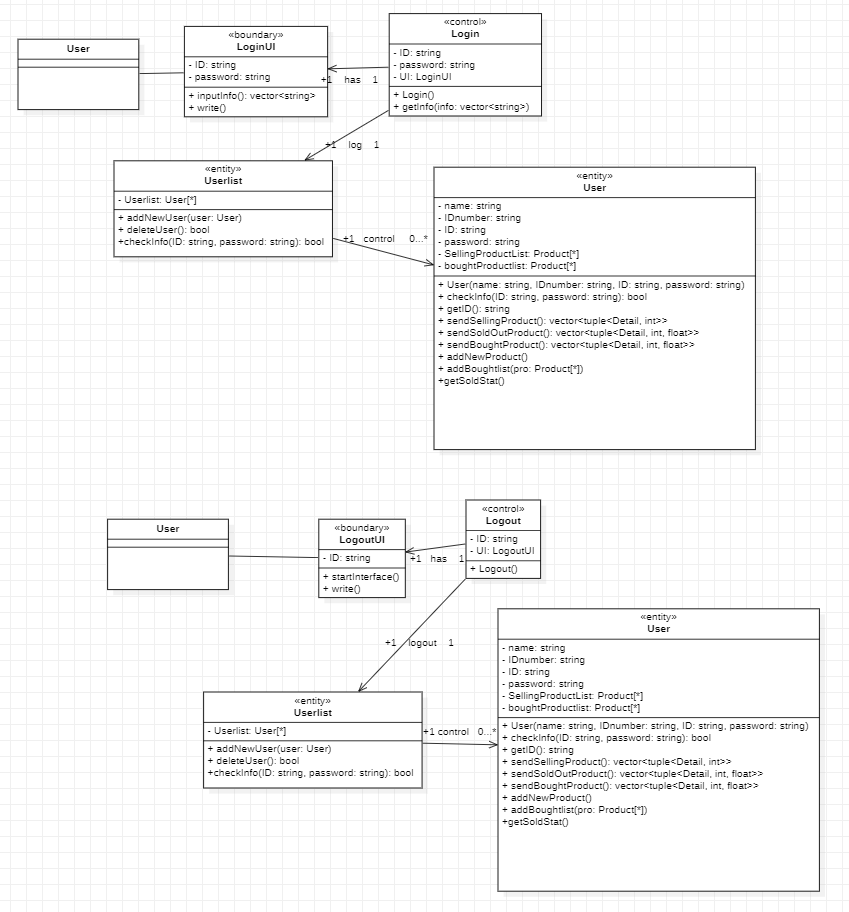 User
«boundary»
LoginUI
- ID: string
- password: string
+ inputInfo(): vector<string>
+ write()
«control»
Login
- ID: string
- password: string
- UI: LoginUI
+ Login()
+ getInfo(info: vector<string>)
+1 has 1
+1 log 1
«entity»
Userlist
- Userlist: User[*]
+ addNewUser(user: User)
+ deleteUser(): bool
+checkInfo(ID: string, password: string): bool
+1 control 0...*
«entity»
User
- name: string
- IDnumber: string
- ID: string
- password: string
- SellingProductList: Product[*]
- boughtProductlist: Product[*]
+ User(name: string, IDnumber: string, ID: string, password: string)
+ checkInfo(ID: string, password: string): bool
+ getID(): string
+ sendSellingProduct(): vector<tuple<Detail, int>>
+ sendSoldOutProduct(): vector<tuple<Detail, int, float>>
+ sendBoughtProduct(): vector<tuple<Detail, int, float>>
+ addNewProduct()
+ addBoughtlist(pro: Product[*])
+getSoldStat()
User
«boundary»
LogoutUI
- ID: string
+ startInterface()
+ write()
«control»
Logout
- ID: string
- UI: LogoutUI
+ Logout()
+1 has 1
+1 logout 1
«entity»
Userlist
- Userlist: User[*]
+ addNewUser(user: User)
+ deleteUser(): bool
+checkInfo(ID: string, password: string): bool
+1 control 0...*
«entity»
User
- name: string
- IDnumber: string
- ID: string
- password: string
- SellingProductList: Product[*]
- boughtProductlist: Product[*]
+ User(name: string, IDnumber: string, ID: string, password: string)
+ checkInfo(ID: string, password: string): bool
+ getID(): string
+ sendSellingProduct(): vector<tuple<Detail, int>>
+ sendSoldOutProduct(): vector<tuple<Detail, int, float>>
+ sendBoughtProduct(): vector<tuple<Detail, int, float>>
+ addNewProduct()
+ addBoughtlist(pro: Product[*])
+getSoldStat()